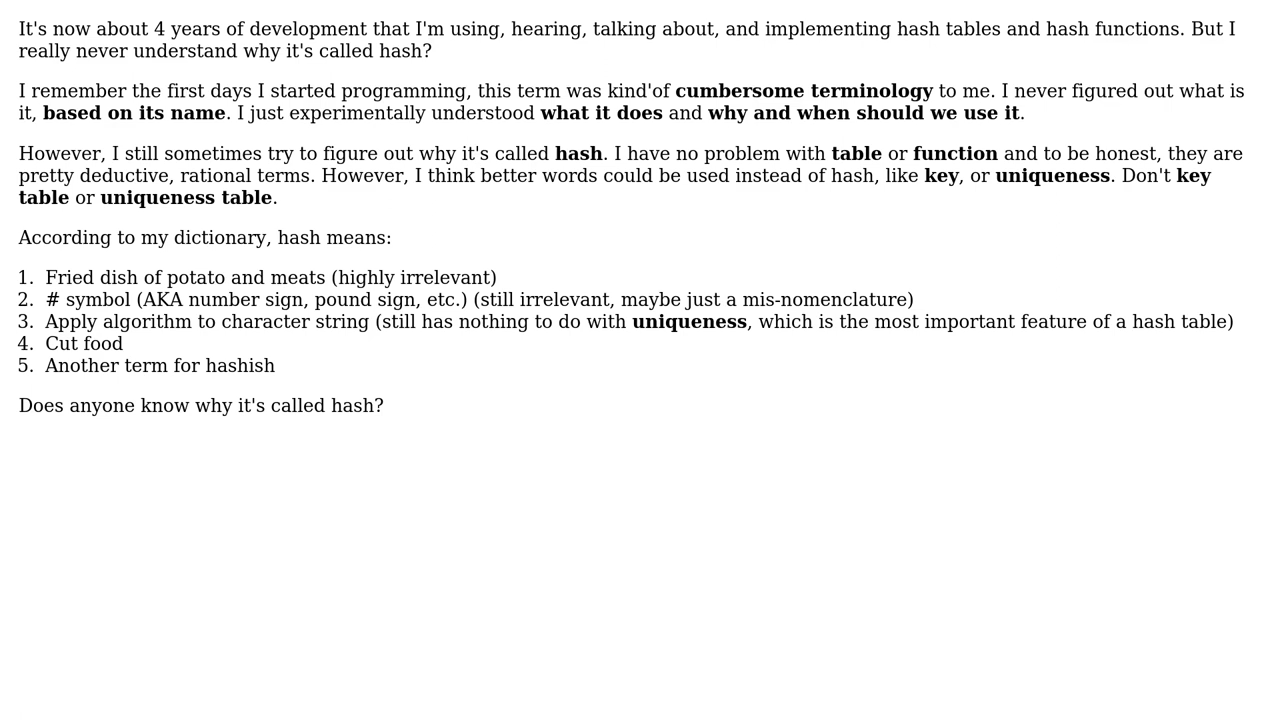 It's now about 4 years of development that I'm using, hearing, talking about, and implementing hash tables and hash functions. But I
really never understand why it's called hash?
I remember the first days I started programming, this term was kind'of cumbersome terminology to me. I never figured out what is
it, based on its name. I just experimentally understood what it does and why and when should we use it.
However, I still sometimes try to figure out why it's called hash. I have no problem with table or function and to be honest, they are
pretty deductive, rational terms. However, I think better words could be used instead of hash, like key, or uniqueness. Don't key
table or uniqueness table.
According to my dictionary, hash means:
1. Fried dish of potato and meats (highly irrelevant)
2. # symbol (AKA number sign, pound sign, etc.) (still irrelevant, maybe just a mis-nomenclature)
3. Apply algorithm to character string (still has nothing to do with uniqueness, which is the most important feature of a hash table)
4. Cut food
5. Another term for hashish
Does anyone know why it's called hash?